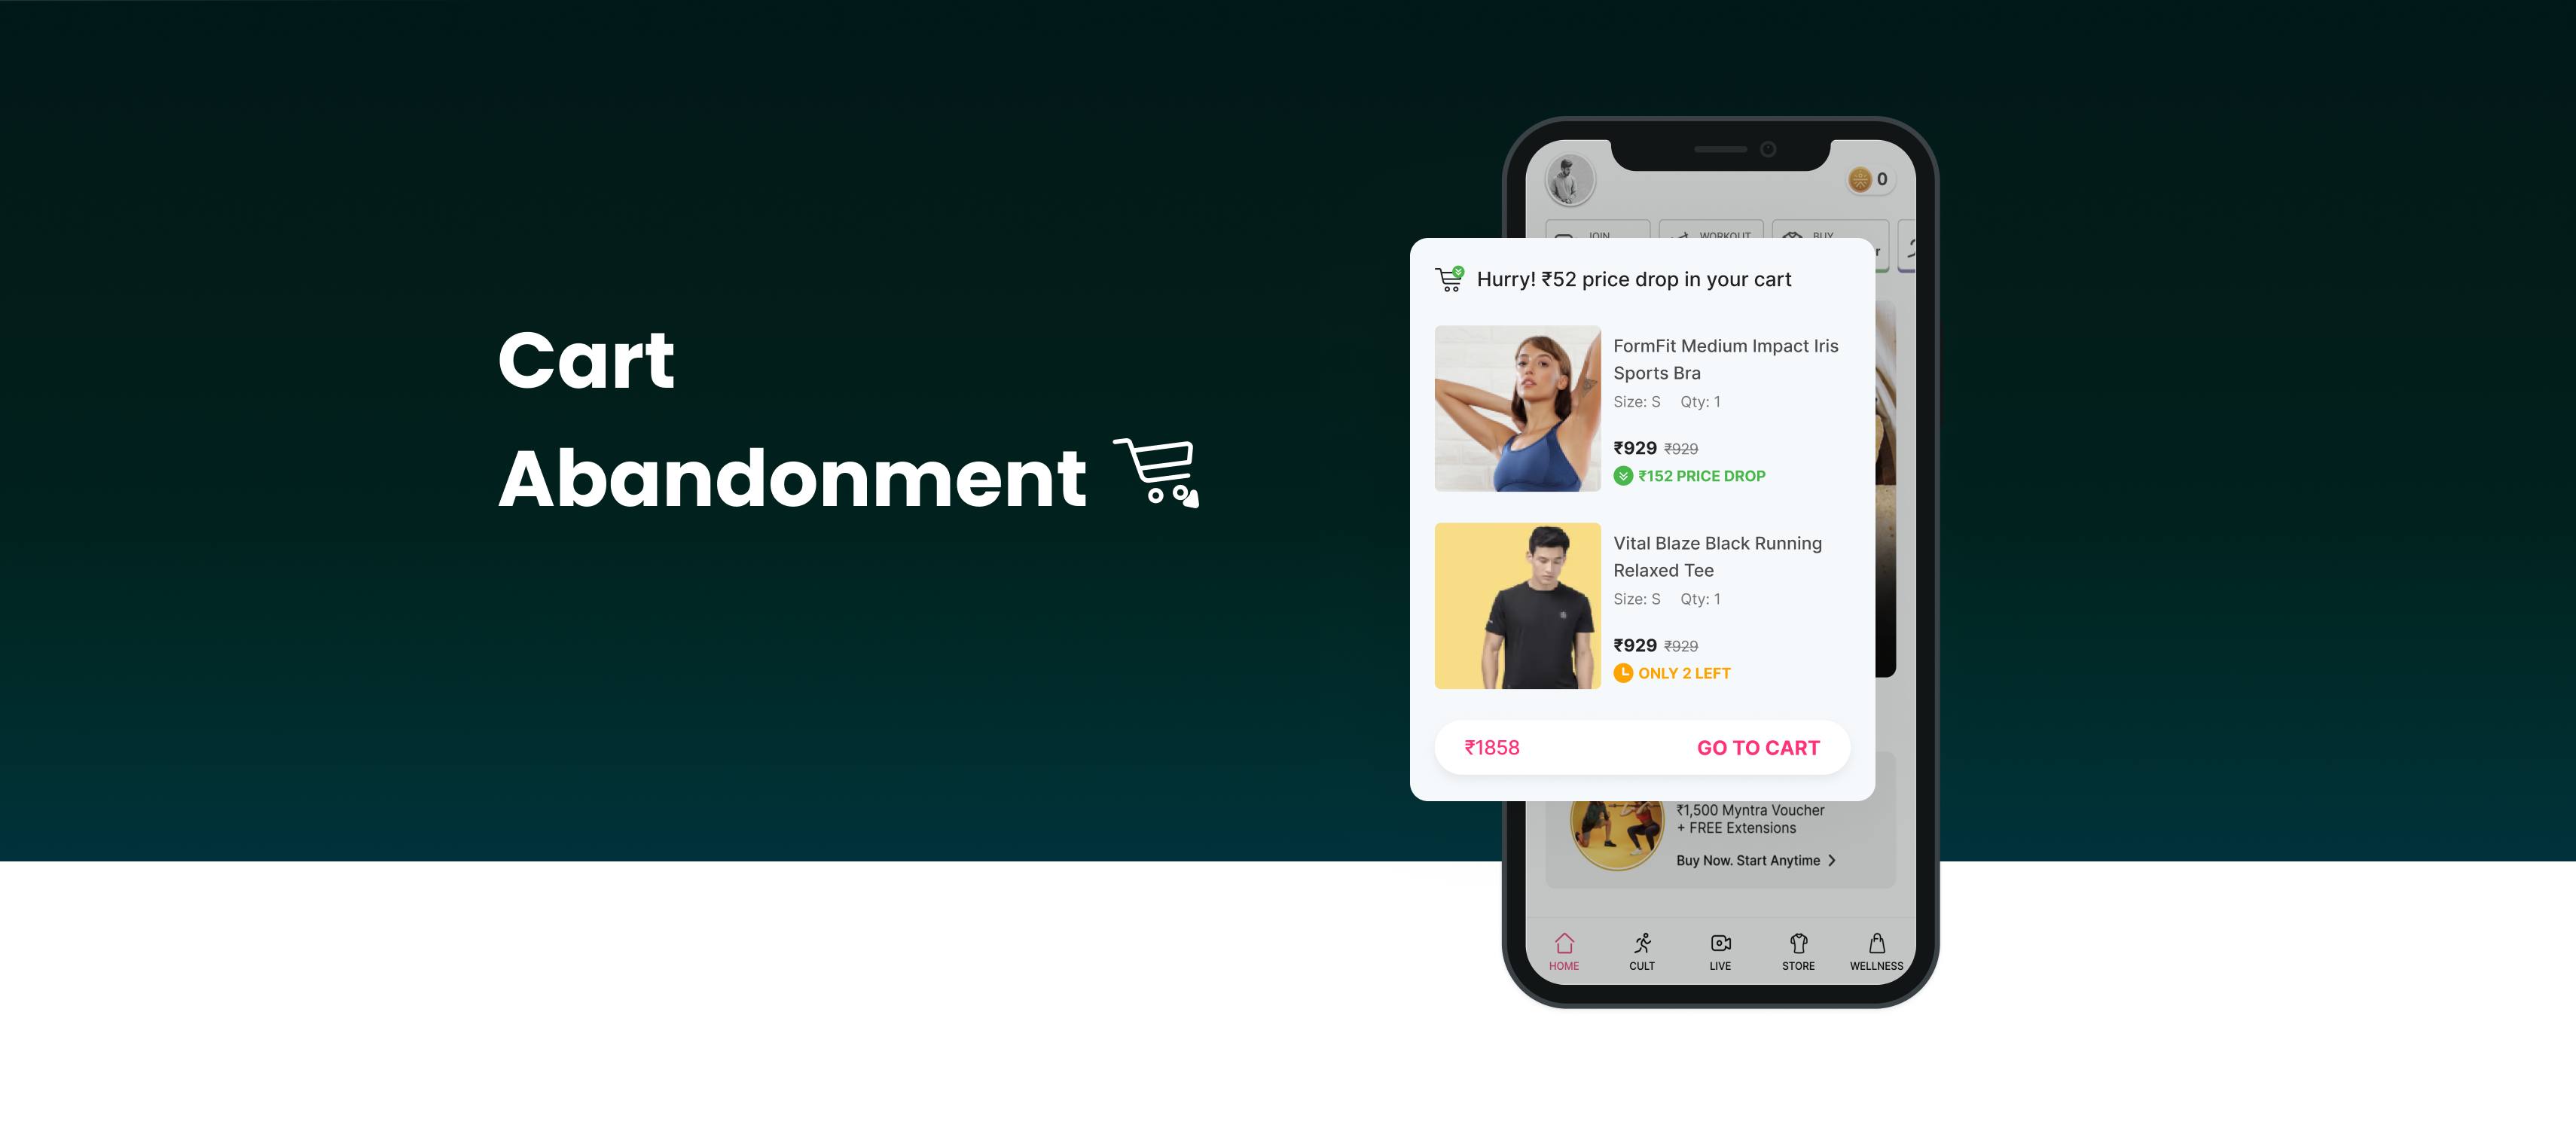 Cart
Abandonment
0
JOIN
WORKOUT
BUY
r
Hurry! ₹52 price drop in your cart
FormFit Medium Impact Iris
Sports Bra
Size: S Qty: 1
₹929 ₹929
₹152 PRICE DROP
Vital Blaze Black Running
Relaxed Tee
Size: S Qty: 1
₹929 ₹929
ONLY 2 LEFT
₹1858 GO TO CART
₹1,500 Myntra Voucher
+ FREE Extensions
Buy Now. Start Anytime
HOME CULT LIVE STORE WELLNESS